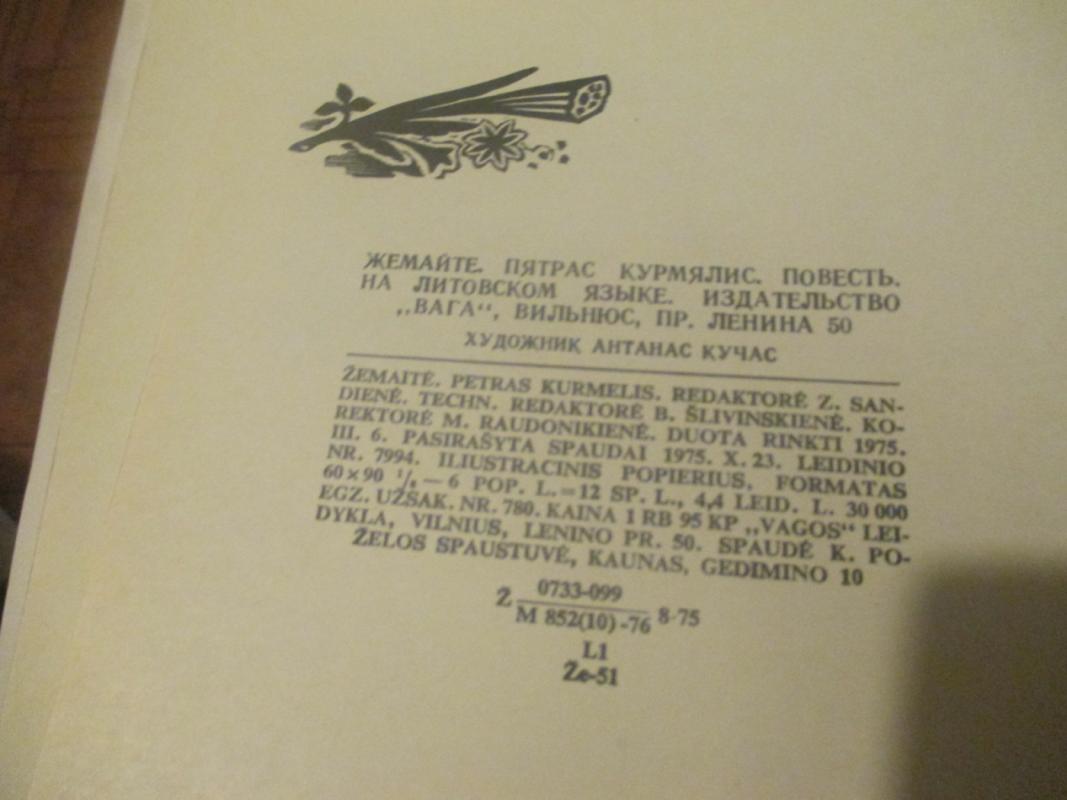 ЖЕМАЙТЕ. ПЯТРАС КУРМЯЛИС. ПОВЕСТЬ.
НА ЛИТОВСКОМ ЯЗЫКЕ. ИЗДАТЕЛЬСТВО
„ВАГА“, ВИЛЬНЮС, ПР. ЛЕНИНА 50
ХУДОЖНИК АНТАНАС КУЧАС
ŽEMAITĖ. PETRAS KURMELIS. REDAKTORĖ Z. SAN-
DIENĖ. TECHN. REDAKTORĖ B. ŠLIVINSKIENĖ. KO-
REKTORĖ M. RAUDONIKIENĖ. DUOTA RINKTI 1975.
III. 6. PASIRAŠYTA SPAUDAI 1975. X. 23. LEIDINIO
NR. 7994. ILIUSTRACINIS POPIERIUS, FORMATAS
60×90 1/8 — 6 POP. L.=12 SP. L., 4,4 LEID. L. 30 000
EGZ. UŽSAK. NR. 780. KAINA 1 RB 95 KP „VAGOS“ LEI-
DYKLA, VILNIUS, LENINO PR. 50. SPAUDĖ K. PO-
ŽELOS SPAUSTUVĖ, KAUNAS, GEDIMINO 10
Ž 0733-099
M 852(10)-76 8-75
L1
Že-51